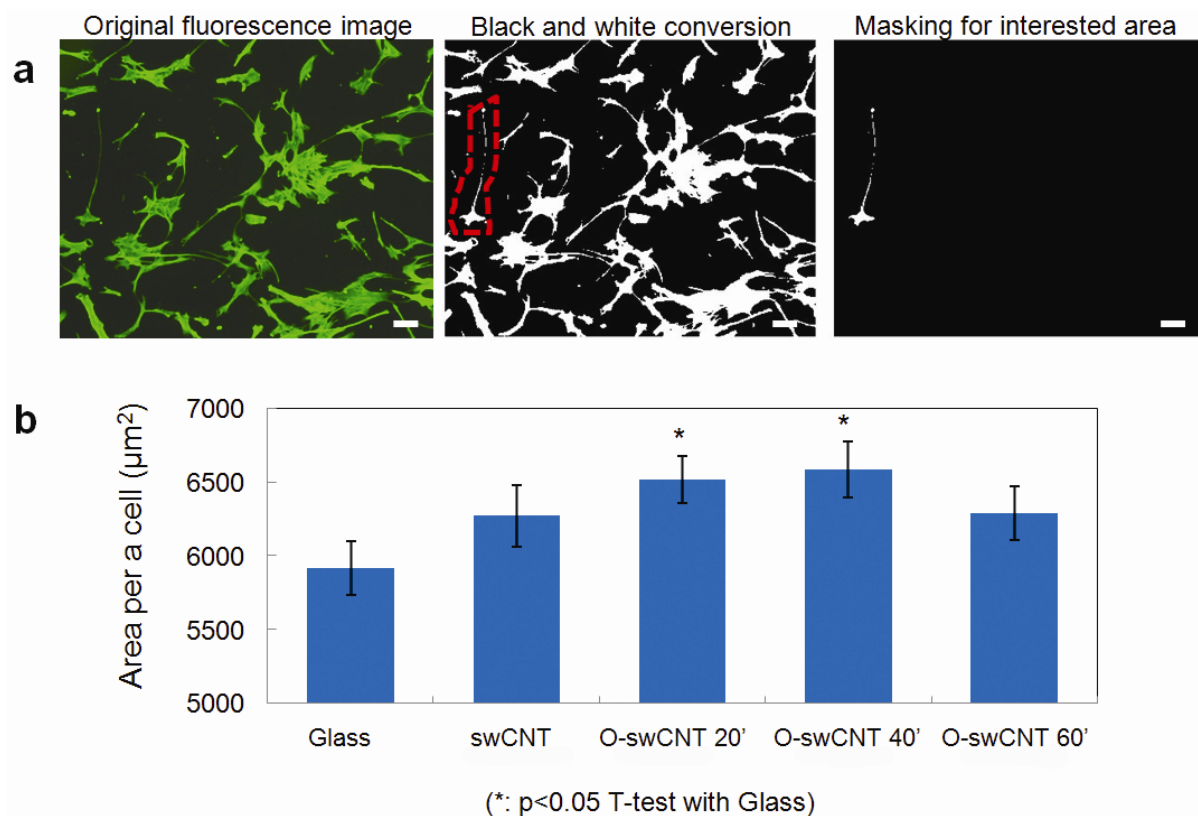 Original fluorescence image Black and white conversion Masking for interested area
a
b
Area per a cell (µm²)
7000
6500
6000
5500
5000
* *
Glass swCNT O-swCNT 20’ O-swCNT 40’ O-swCNT 60’
(*: p<0.05 T-test with Glass)